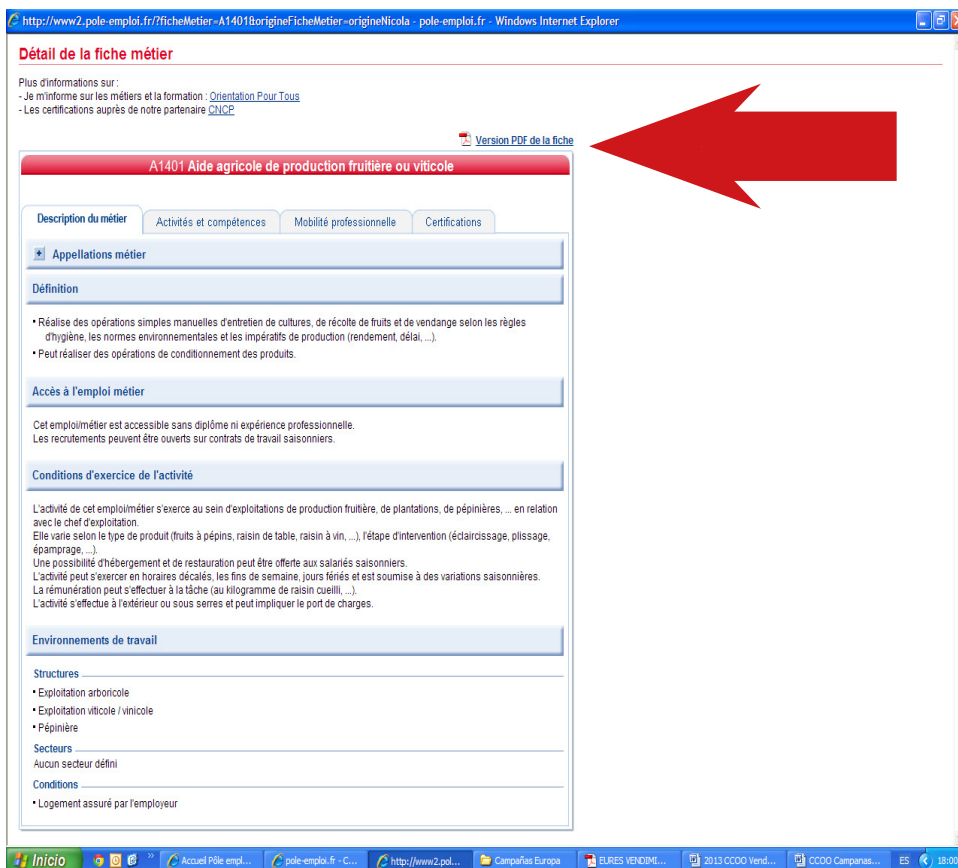 http://www2.pole-emploi.fr/?ficheMetier=A1401&origineFicheMetier=origineNicola - pole-emploi.fr - Windows Internet Explorer
Détail de la fiche métier
Plus d'informations sur :
- Je m'informe sur les métiers et la formation : Orientation Pour Tous
- Les certifications auprès de notre partenaire CNCP
Version PDF de la fiche
A1401 Aide agricole de production fruitière ou viticole
Description du métier Activités et compétences Mobilité professionnelle Certifications
Appellations métier
Définition
▪ Réalise des opérations simples manuelles d'entretien de cultures, de récolte de fruits et de vendange selon les règles
d'hygiène, les normes environnementales et les impératifs de production (rendement, délai, ...).
▪ Peut réaliser des opérations de conditionnement des produits.
Accès à l'emploi métier
Cet emploi/métier est accessible sans diplôme ni expérience professionnelle.
Les recrutements peuvent être ouverts sur contrats de travail saisonniers.
Conditions d'exercice de l'activité
L'activité de cet emploi/métier s'exerce au sein d'exploitations de production fruitière, de plantations, de pépinières, ... en relation
avec le chef d'exploitation.
Elle varie selon le type de produit (fruits à pépins, raisin de table, raisin à vin, ...), l'étape d'intervention (éclaircissage, plissage,
épamprage, ...).
Une possibilité d'hébergement et de restauration peut être offerte aux salariés saisonniers.
L'activité peut s'exercer en horaires décalés, les fins de semaine, jours fériés et est soumise à des variations saisonnières.
La rémunération peut s'effectuer à la tâche (au kilogramme de raisin cueilli, ...).
L'activité s'effectue à l'extérieur ou sous serres et peut impliquer le port de charges.
Environnements de travail
Structures
▪ Exploitation arboricole
▪ Exploitation viticole / vinicole
▪ Pépinière
Secteurs
Aucun secteur défini
Conditions
▪ Logement assuré par l'employeur
Inicio Accueil Pôle empl... pole-emploi.fr - C... http://www2.pol... Campañas Europa EURES VENDIMI... 2013 CCOO Vend... CCOO Campanas... ES 18:00